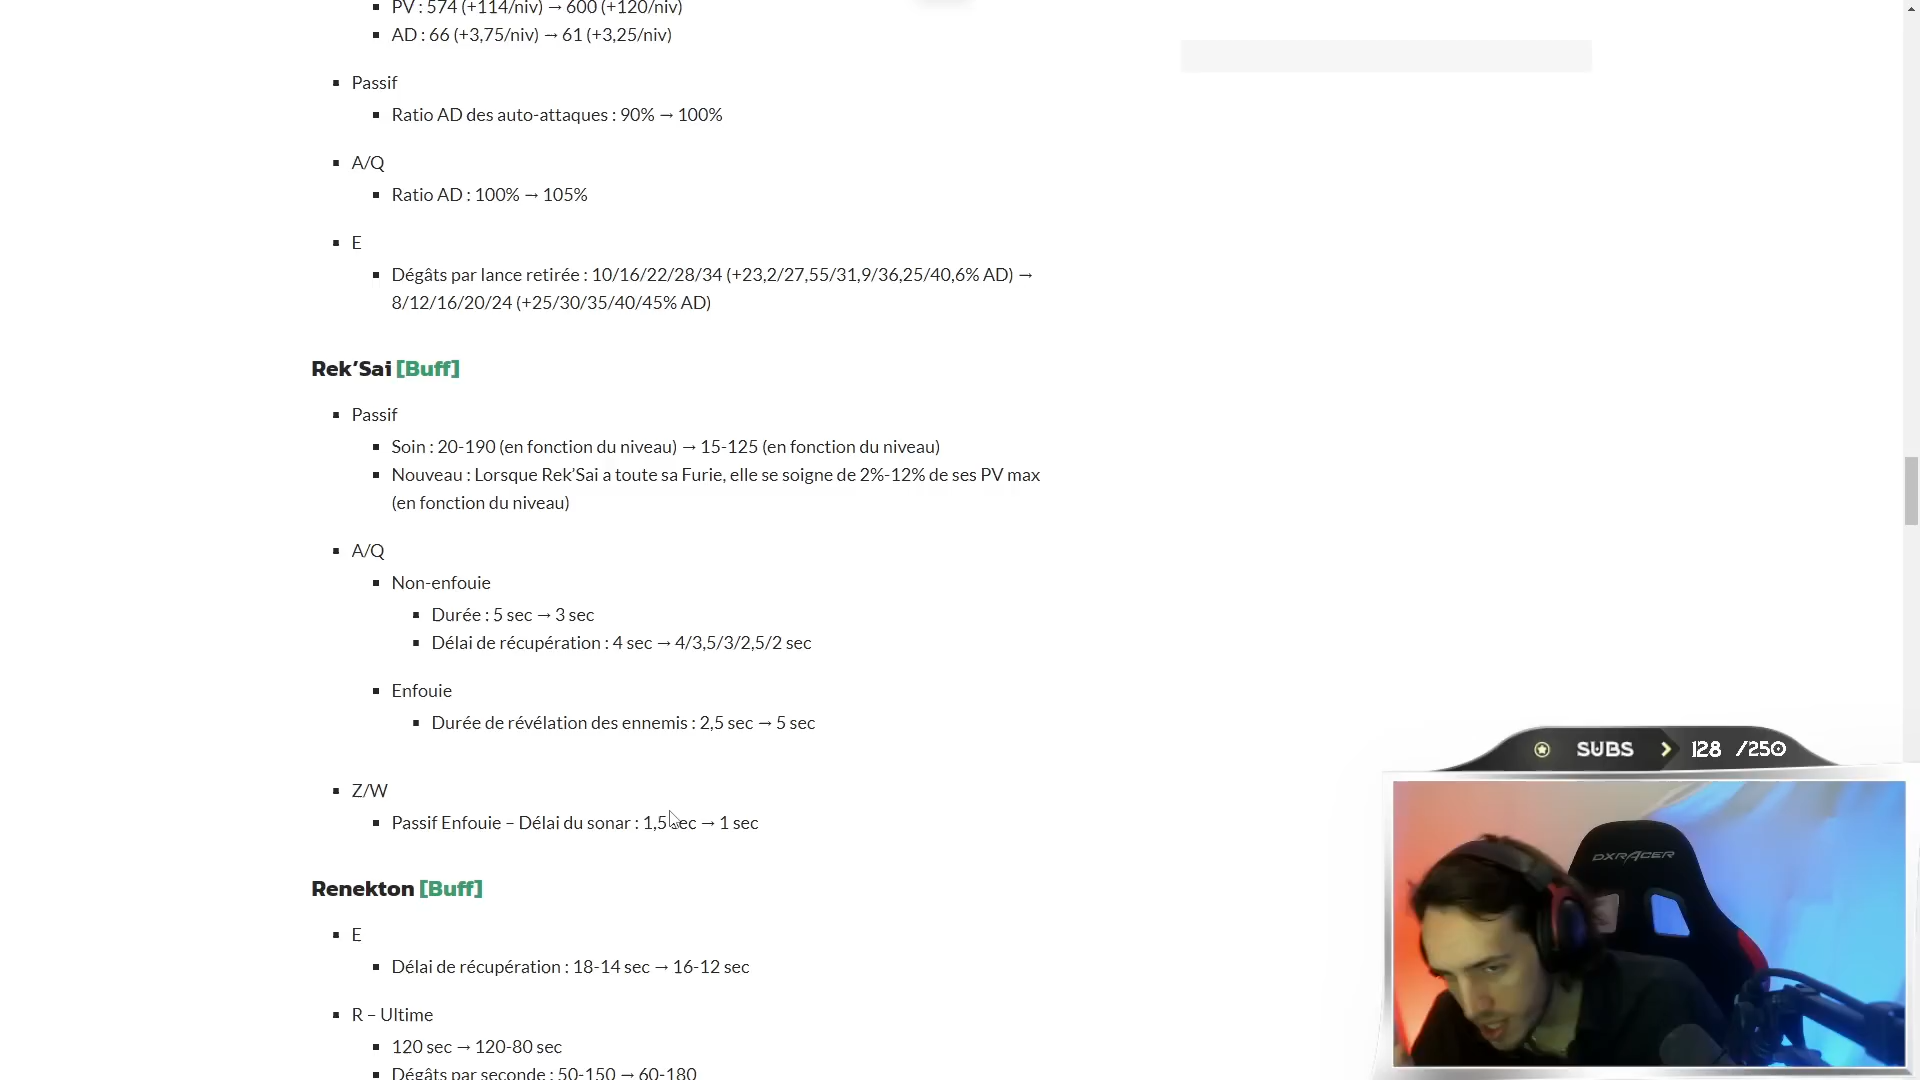 PV : 574 (+114/niv) → 600 (+120/niv)
AD : 66 (+3,75/niv) → 61 (+3,25/niv)
Passif
Ratio AD des auto-attaques : 90% → 100%
A/Q
Ratio AD : 100% → 105%
E
Dégâts par lance retirée : 10/16/22/28/34 (+23,2/27,55/31,9/36,25/40,6% AD) →
8/12/16/20/24 (+25/30/35/40/45% AD)
Rek’Sai [Buff]
Passif
Soin : 20-190 (en fonction du niveau) → 15-125 (en fonction du niveau)
Nouveau : Lorsque Rek’Sai a toute sa Furie, elle se soigne de 2%-12% de ses PV max
(en fonction du niveau)
A/Q
Non-enfouie
Durée : 5 sec → 3 sec
Délai de récupération : 4 sec → 4/3,5/3/2,5/2 sec
Enfouie
Durée de révélation des ennemis : 2,5 sec → 5 sec
Z/W
Passif Enfouie – Délai du sonar : 1,5 sec → 1 sec
Renekton [Buff]
E
Délai de récupération : 18-14 sec → 16-12 sec
R – Ultime
120 sec → 120-80 sec
Dégâts par seconde : 50-150 → 60-180
SUBS 128 /250
DXRACER